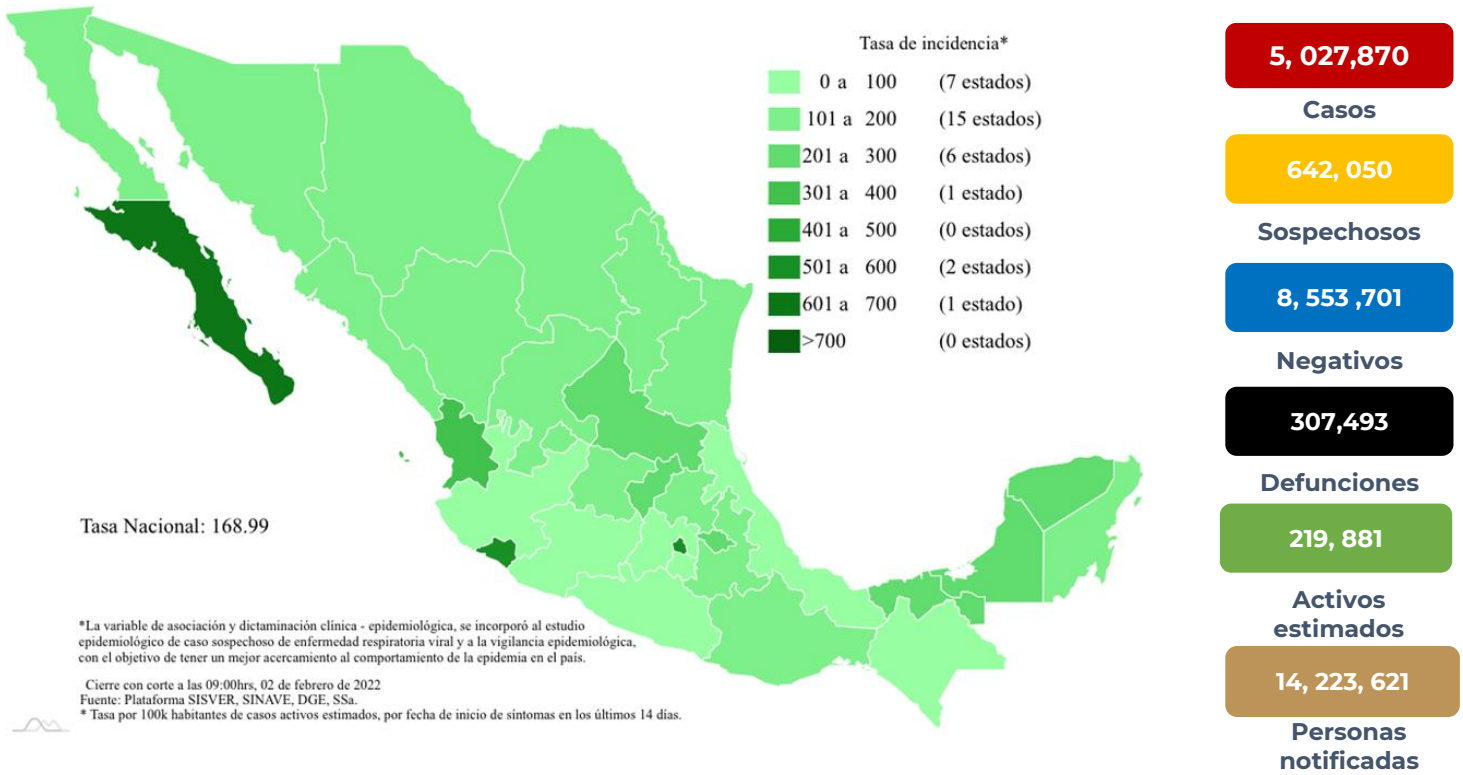 Tasa de incidencia*
0 a 100 (7 estados)
101 a 200 (15 estados)
201 a 300 (6 estados)
301 a 400 (1 estado)
401 a 500 (0 estados)
501 a 600 (2 estados)
601 a 700 (1 estado)
>700 (0 estados)
Tasa Nacional: 168.99
*La variable de asociación y dictaminación clínica - epidemiológica, se incorporó al estudio
epidemiológico de caso sospechoso de enfermedad respiratoria viral y a la vigilancia epidemiológica,
con el objetivo de tener un mejor acercamiento al comportamiento de la epidemia en el país.
Cierre con corte a las 09:00hrs, 02 de febrero de 2022
Fuente: Plataforma SISVER, SINAVE, DGE, SSa.
* Tasa por 100k habitantes de casos activos estimados, por fecha de inicio de síntomas en los últimos 14 días.
5, 027,870
Casos
642, 050
Sospechosos
8, 553 ,701
Negativos
307,493
Defunciones
219, 881
Activos
estimados
14, 223, 621
Personas
notificadas